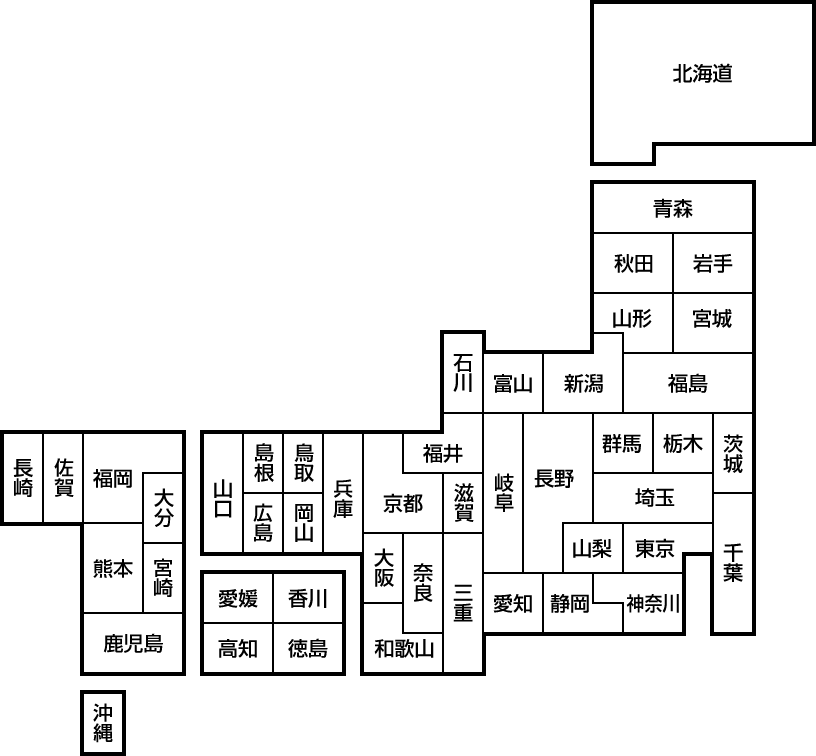 北海道
青森
秋田
岩手
山形
宮城
石川
富山
新潟
福島
長崎
佐賀
福岡
大分
熊本
宮崎
鹿児島
沖縄
山口
島根
鳥取
広島
岡山
兵庫
京都
福井
滋賀
大阪
奈良
三重
和歌山
愛媛
香川
高知
徳島
岐阜
長野
群馬
栃木
茨城
埼玉
山梨
東京
千葉
愛知
静岡
神奈川